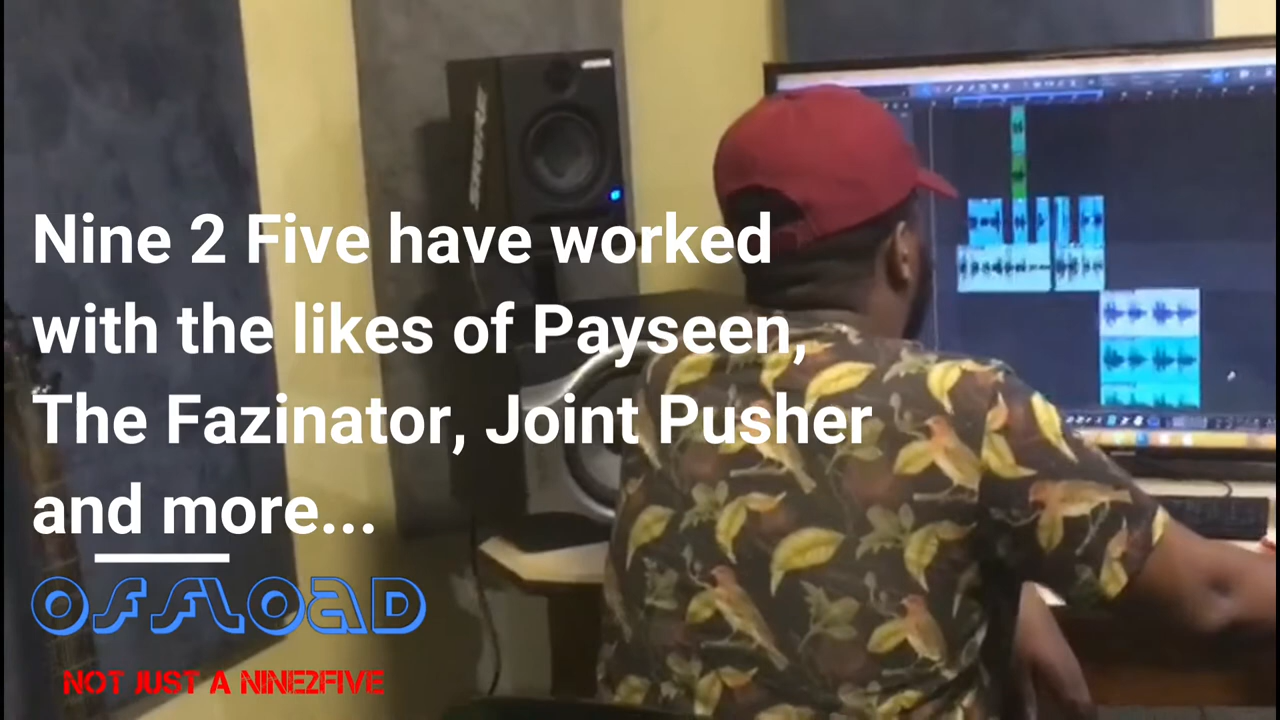 Nine 2 Five have worked
with the likes of Payseen,
The Fazinator, Joint Pusher
and more...
OFFLOAD
NOT JUST A NINE2FIVE
SHURE